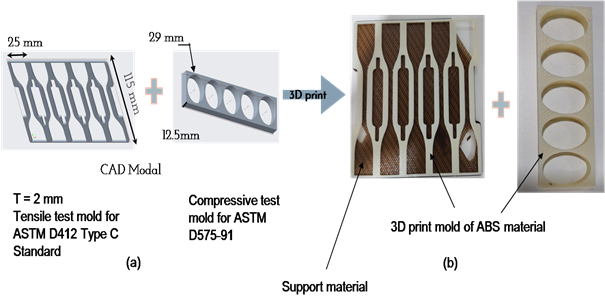 25 mm
29 mm
115 mm
12.5mm
3D print
CAD Modal
T = 2 mm
Tensile test mold for
ASTM D412 Type C
Standard
Compressive test
mold for ASTM
D575-91
(a)
3D print mold of ABS material
Support material
(b)